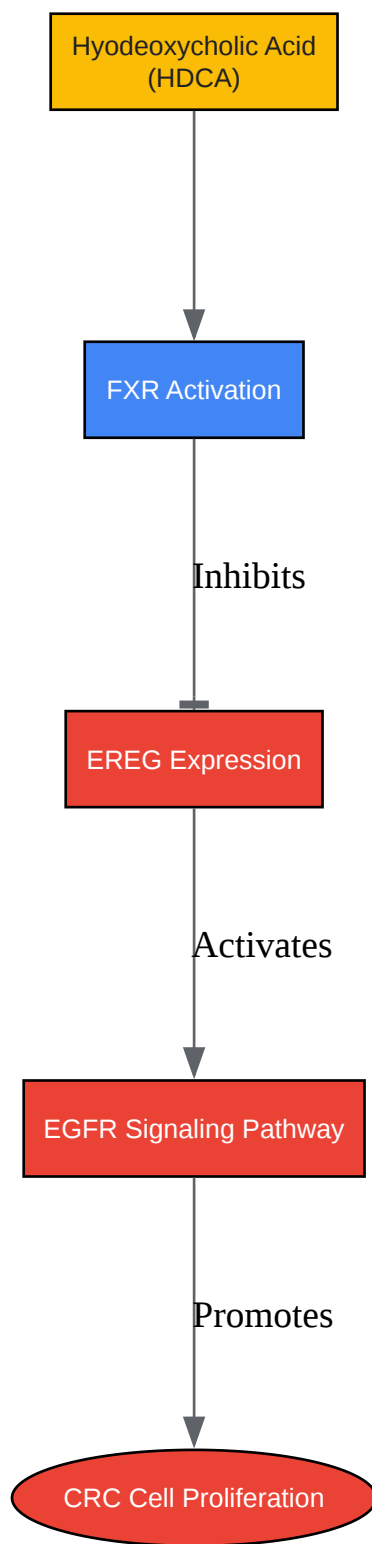 Hyodeoxycholic Acid
(HDCA)
FXR Activation
Inhibits
EREG Expression
Activates
EGFR Signaling Pathway
Promotes
CRC Cell Proliferation